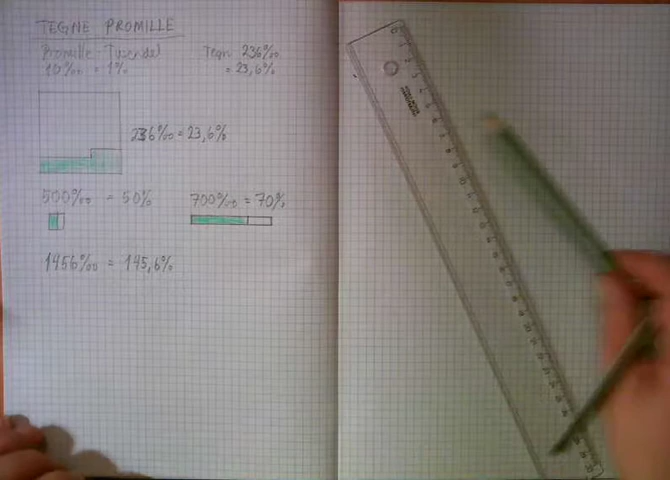 TEGNE PROMILLE
Promille Tusendel
10‰ = 1%
Tegn 236‰
= 23,6%
236‰ = 23,6%
500‰ = 50%
700‰ = 70%
1456‰ = 145,6%